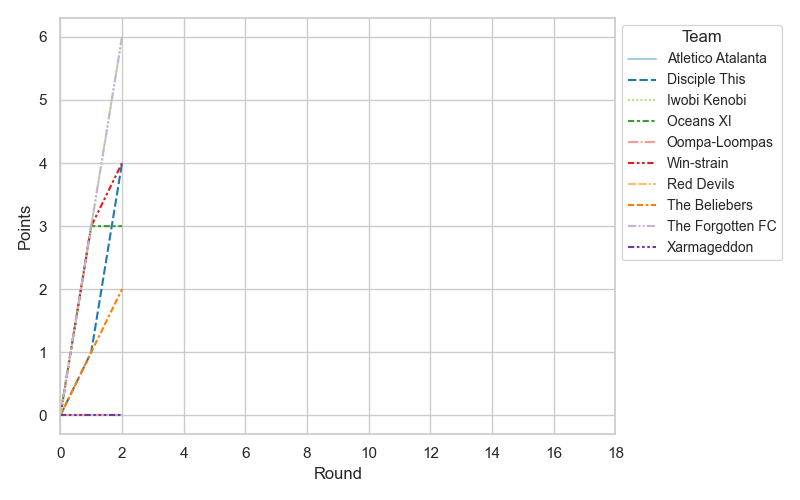 6
5
4
3
2
1
0
Points
0 2 4 6 8 10 12 14 16 18
Round
Team
Atletico Atalanta
Disciple This
Iwobi Kenobi
Oceans XI
Oompa-Loompas
Win-strain
Red Devils
The Beliebers
The Forgotten FC
Xarmageddon